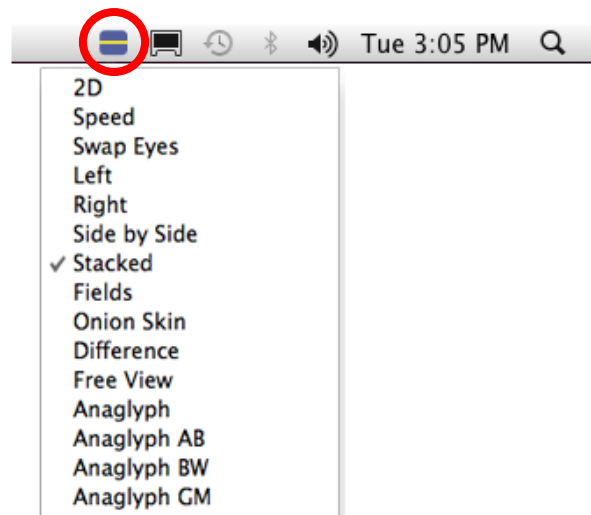 Tue 3:05 PM
2D
Speed
Swap Eyes
Left
Right
Side by Side
Stacked
Fields
Onion Skin
Difference
Free View
Anaglyph
Anaglyph AB
Anaglyph BW
Anaglyph GM